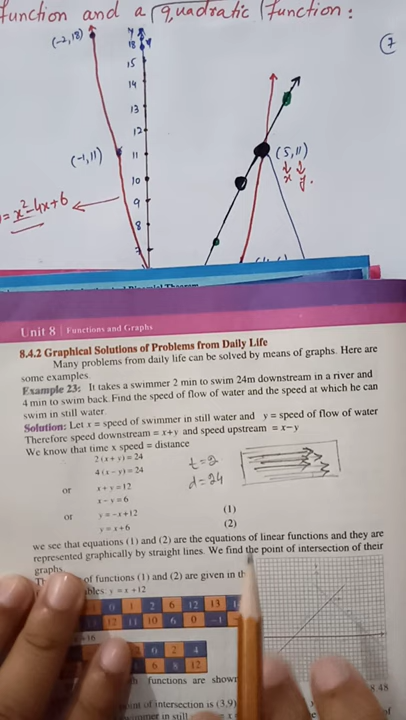 function and a quadratic function:
(-2,18)
18
15
14
13
12
11
10
9
8
7
(-1,11)
(5,11)
x y.
= x²-4x+6
7
Unit 8 Functions and Graphs
8.4.2 Graphical Solutions of Problems from Daily Life
Many problems from daily life can be solved by means of graphs. Here are
some examples.
Example 23: It takes a swimmer 2 min to swim 24m downstream in a river and
4 min to swim back. Find the speed of flow of water and the speed at which he can
swim in still water.
Solution: Let x = speed of swimmer in still water and y = speed of flow of water
Therefore speed downstream = x+y and speed upstream = x-y
We know that time x speed = distance
2(x + y) = 24
4(x - y) = 24
t=2
d=24
or x + y = 12
x - y = 6
or y = -x+12 (1)
y = x+6 (2)
we see that equations (1) and (2) are the equations of linear functions and they are
represented graphically by straight lines. We find the point of intersection of their
graphs.
of functions (1) and (2) are given in
y = x +12
0 1 2 6 12 13
12 11 10 6 0 -1
6 2 4
6 8 12
functions are shown
8.48
point of intersection is (3,9)
swimmer in still